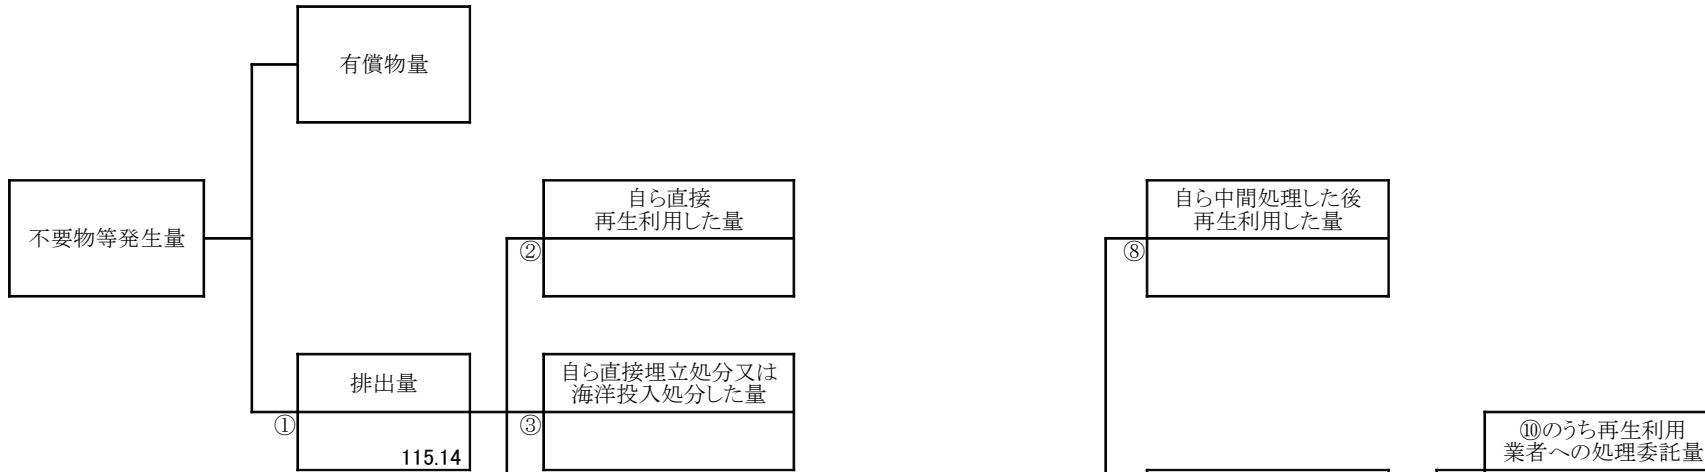 有償物量
不要物等発生量
自ら直接
再生利用した量
②
自ら中間処理した後
再生利用した量
⑧
排出量
①
115.14
自ら直接埋立処分又は
海洋投入処分した量
③
⑩のうち再生利用
業者への処理委託量